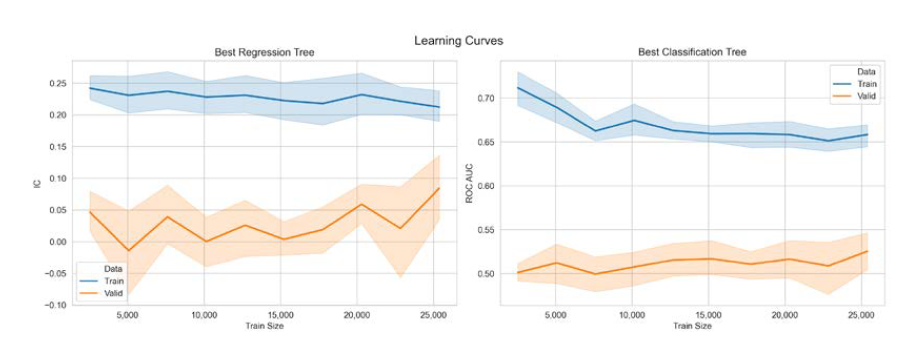 Learning Curves
Best Regression Tree
IC
0.25
0.20
0.15
0.10
0.05
0.00
−0.05
−0.10
Data
Train
Valid
5,000 10,000 15,000 20,000 25,000
Train Size
Best Classification Tree
ROC AUC
0.70
0.65
0.60
0.55
0.50
Data
Train
Valid
5,000 10,000 15,000 20,000 25,000
Train Size